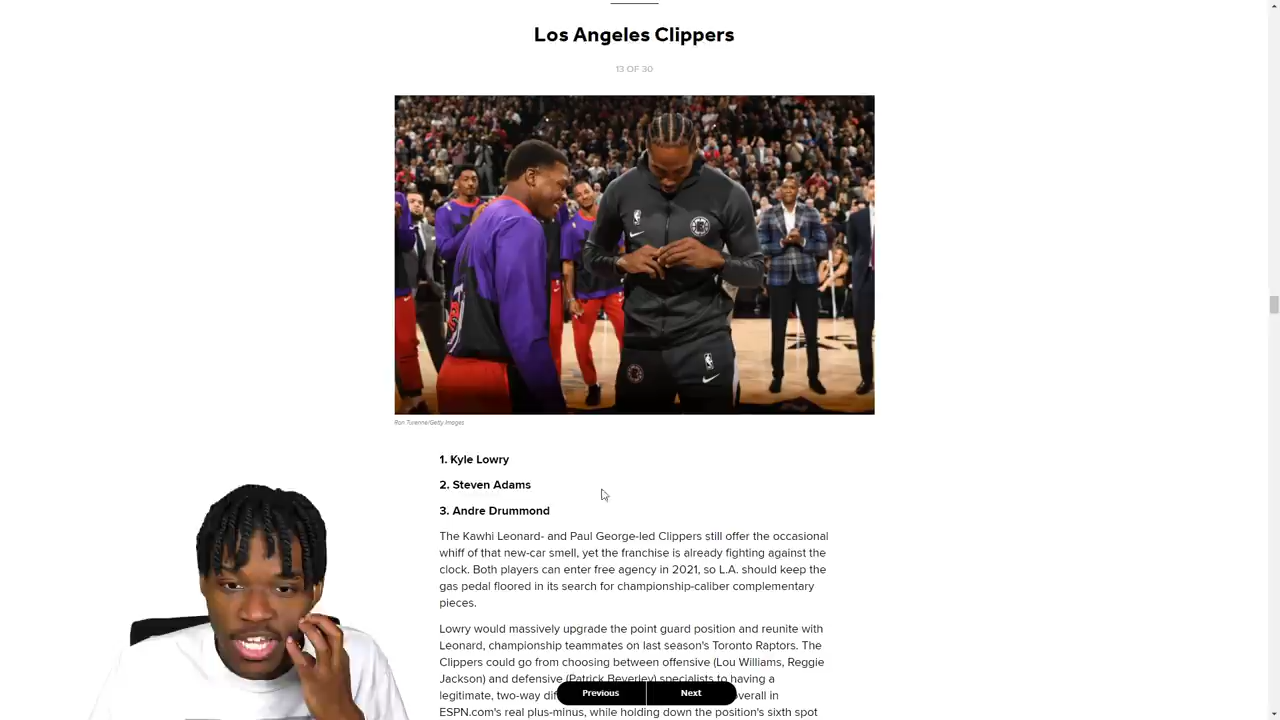 Los Angeles Clippers
13 OF 30
Ron Turenne/Getty Images
1. Kyle Lowry
2. Steven Adams
3. Andre Drummond
The Kawhi Leonard- and Paul George-led Clippers still offer the occasional
whiff of that new-car smell, yet the franchise is already fighting against the
clock. Both players can enter free agency in 2021, so L.A. should keep the
gas pedal floored in its search for championship-caliber complementary
pieces.
Lowry would massively upgrade the point guard position and reunite with
Leonard, championship teammates on last season's Toronto Raptors. The
Clippers could go from choosing between offensive (Lou Williams, Reggie
Jackson) and defensive (Patrick Beverley) specialists to having a
legitimate, two-way overall in
Previous
Next
ESPN.com's real plus-minus, while holding down the position's sixth spot